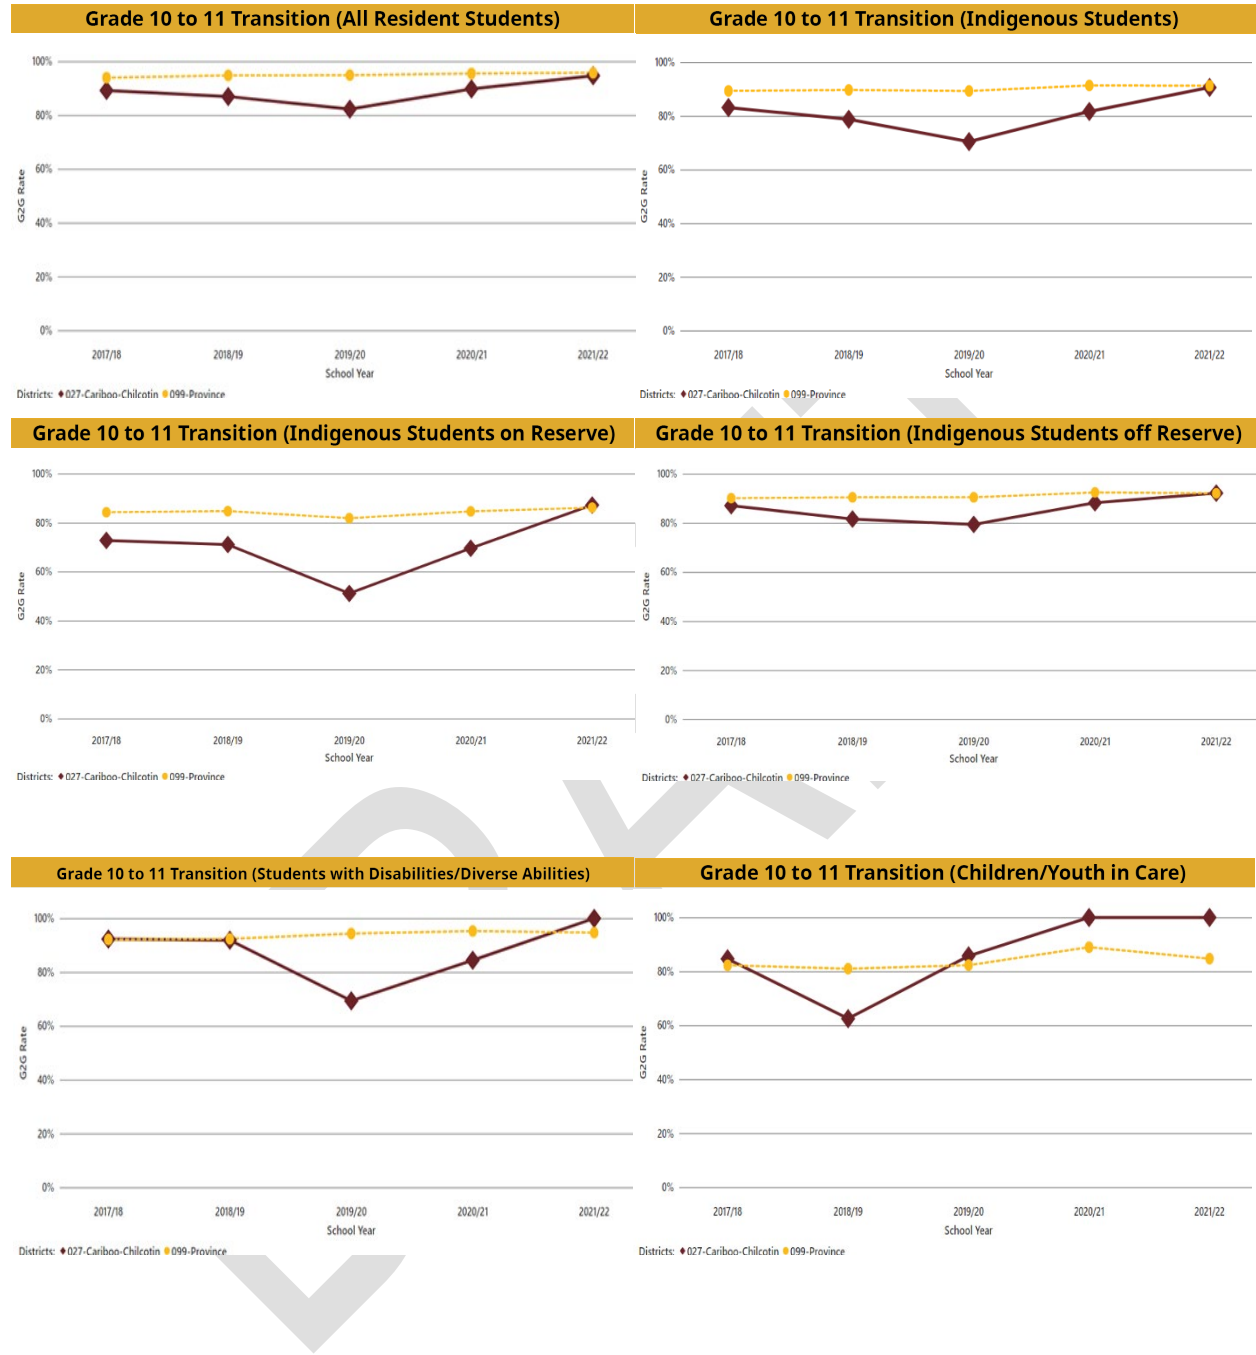 Grade 10 to 11 Transition (All Resident Students)
100%
80%
60%
40%
20%
0%
G2G Rate
2017/18 2018/19 2019/20 2020/21 2021/22
School Year
Districts: 027-Cariboo-Chilcotin 099-Province
Grade 10 to 11 Transition (Indigenous Students)
100%
80%
60%
40%
20%
0%
G2G Rate
2017/18 2018/19 2019/20 2020/21 2021/22
School Year
Districts: 027-Cariboo-Chilcotin 099-Province
Grade 10 to 11 Transition (Indigenous Students on Reserve)
100%
80%
60%
40%
20%
0%
G2G Rate
2017/18 2018/19 2019/20 2020/21 2021/22
School Year
Districts: 027-Cariboo-Chilcotin 099-Province
Grade 10 to 11 Transition (Indigenous Students off Reserve)
100%
80%
60%
40%
20%
0%
G2G Rate
2017/18 2018/19 2019/20 2020/21 2021/22
School Year
Districts: 027-Cariboo-Chilcotin 099-Province
Grade 10 to 11 Transition (Students with Disabilities/Diverse Abilities)
100%
80%
60%
40%
20%
0%
G2G Rate
2017/18 2018/19 2019/20 2020/21 2021/22
School Year
Districts: 027-Cariboo-Chilcotin 099-Province
Grade 10 to 11 Transition (Children/Youth in Care)
100%
80%
60%
40%
20%
0%
G2G Rate
2017/18 2018/19 2019/20 2020/21 2021/22
School Year
Districts: 027-Cariboo-Chilcotin 099-Province